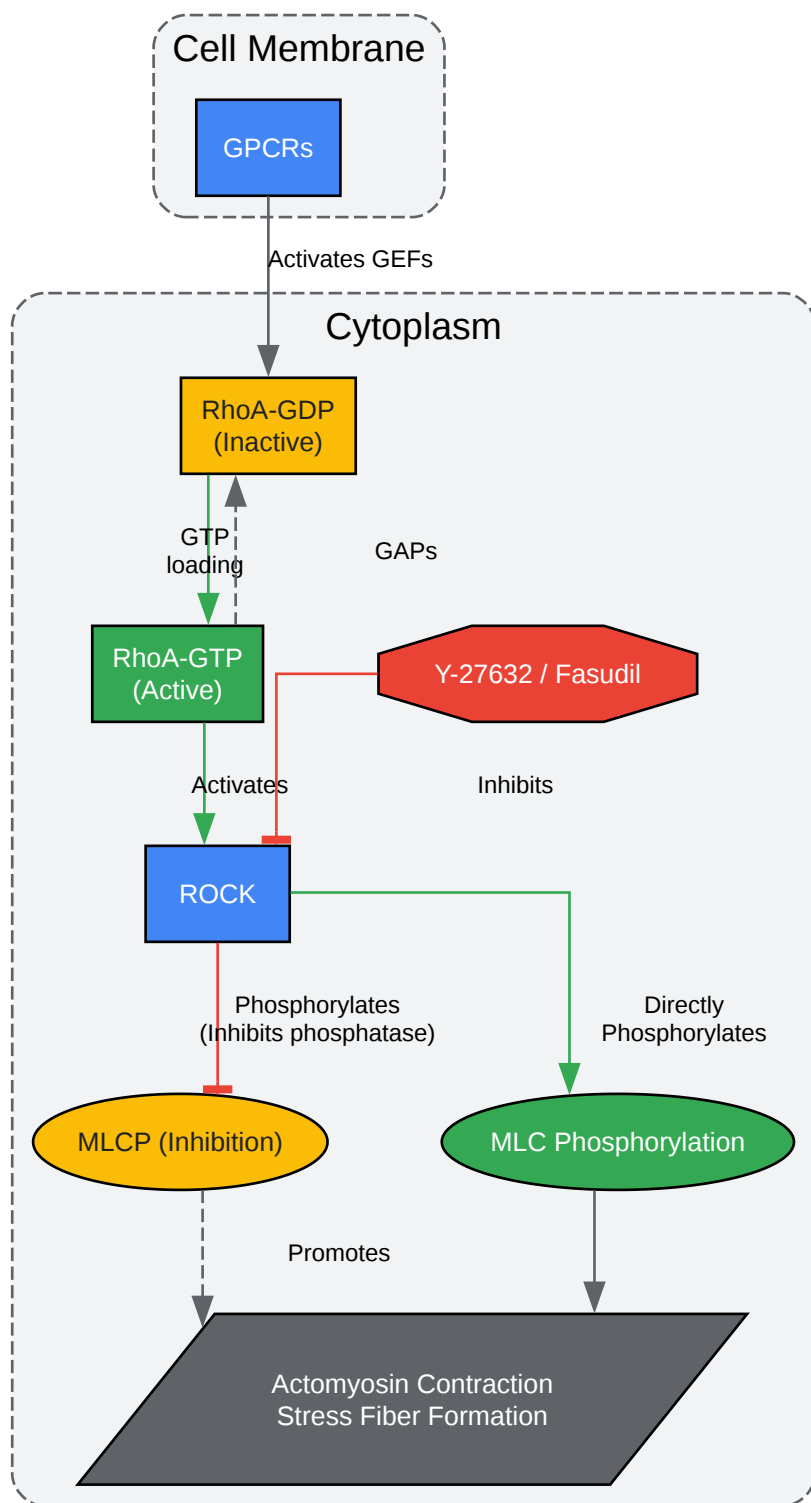 Cell Membrane
GPCRs
Activates GEFs
Cytoplasm
RhoA-GDP
(Inactive)
GTP
loading
GAPs
RhoA-GTP
(Active)
Y-27632 / Fasudil
Activates
Inhibits
ROCK
Phosphorylates
(Inhibits phosphatase)
Directly
Phosphorylates
MLCP (Inhibition)
MLC Phosphorylation
Promotes
Actomyosin Contraction
Stress Fiber Formation